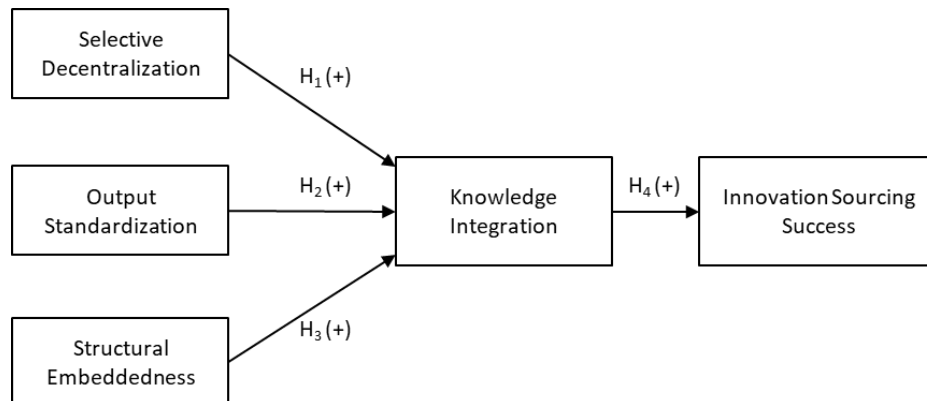 Selective
Decentralization
H₁ (+)
Output
Standardization
H₂ (+)
Knowledge
Integration
H₄ (+)
Innovation Sourcing
Success
H₃ (+)
Structural
Embeddedness